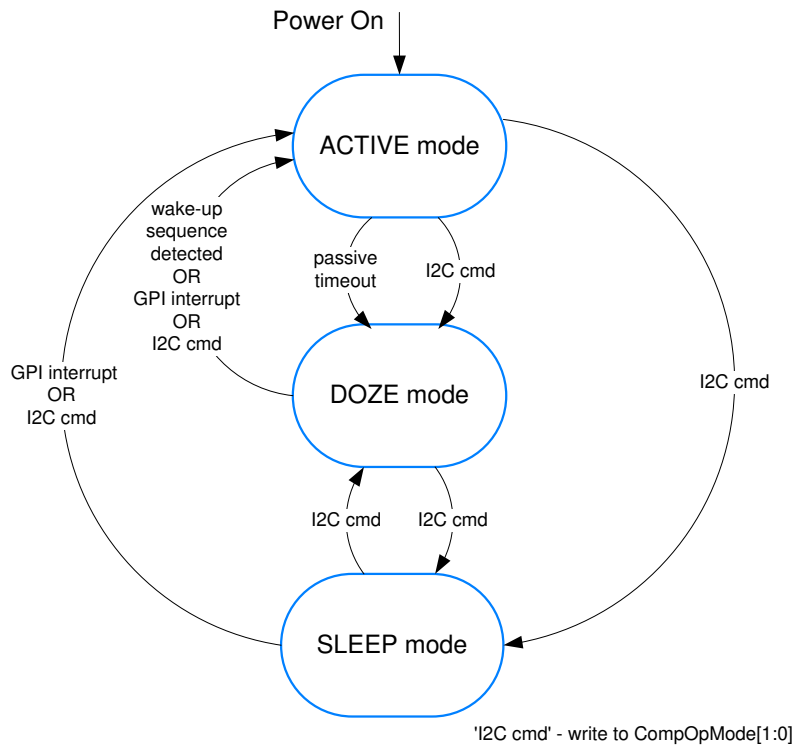 Power On
ACTIVE mode
wake-up
sequence
detected
OR
GPI interrupt
OR
I2C cmd
passive
timeout
I2C cmd
GPI interrupt
OR
I2C cmd
I2C cmd
DOZE mode
I2C cmd
I2C cmd
SLEEP mode
'I2C cmd' - write to CompOpMode[1:0]